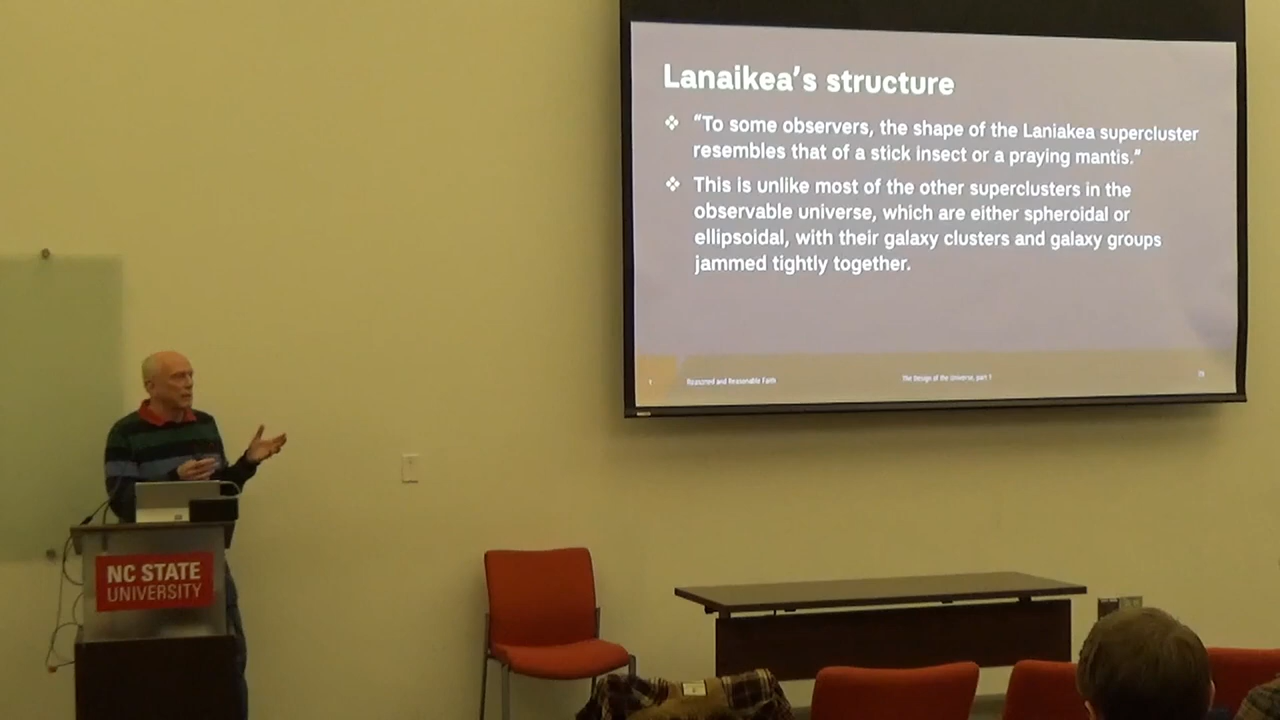 Lanaikea's structure
❖ "To some observers, the shape of the Laniakea supercluster
resembles that of a stick insect or a praying mantis."
❖ This is unlike most of the other superclusters in the
observable universe, which are either spheroidal or
ellipsoidal, with their galaxy clusters and galaxy groups
jammed tightly together.
Reasoned and Reasonable Faith
The Design of the Universe, part 1
NC STATE
UNIVERSITY